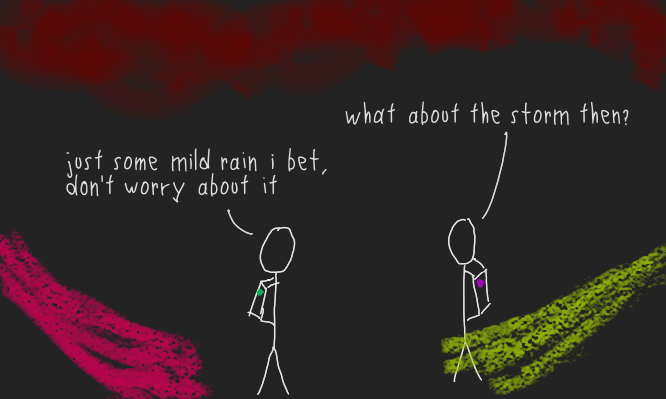 what about the storm then?
just some mild rain i bet,
don't worry about it